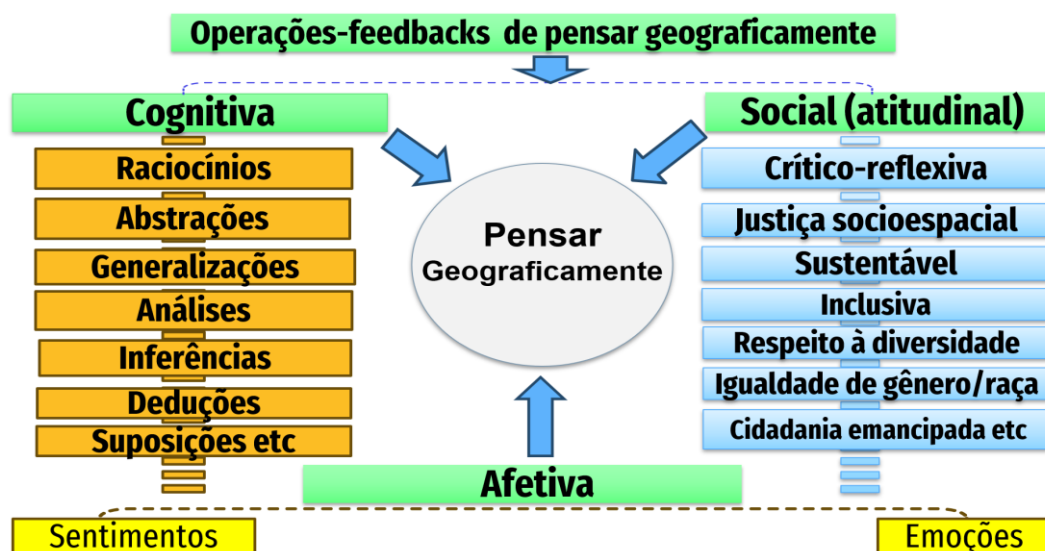 Operações-feedbacks de pensar geograficamente
Cognitiva
Raciocínios
Abstrações
Generalizações
Análises
Inferências
Deduções
Suposições etc
Pensar
Geograficamente
Social (atitudinal)
Crítico-reflexiva
Justiça socioespacial
Sustentável
Inclusiva
Respeito à diversidade
Igualdade de gênero/raça
Cidadania emancipada etc
Afetiva
Sentimentos
Emoções